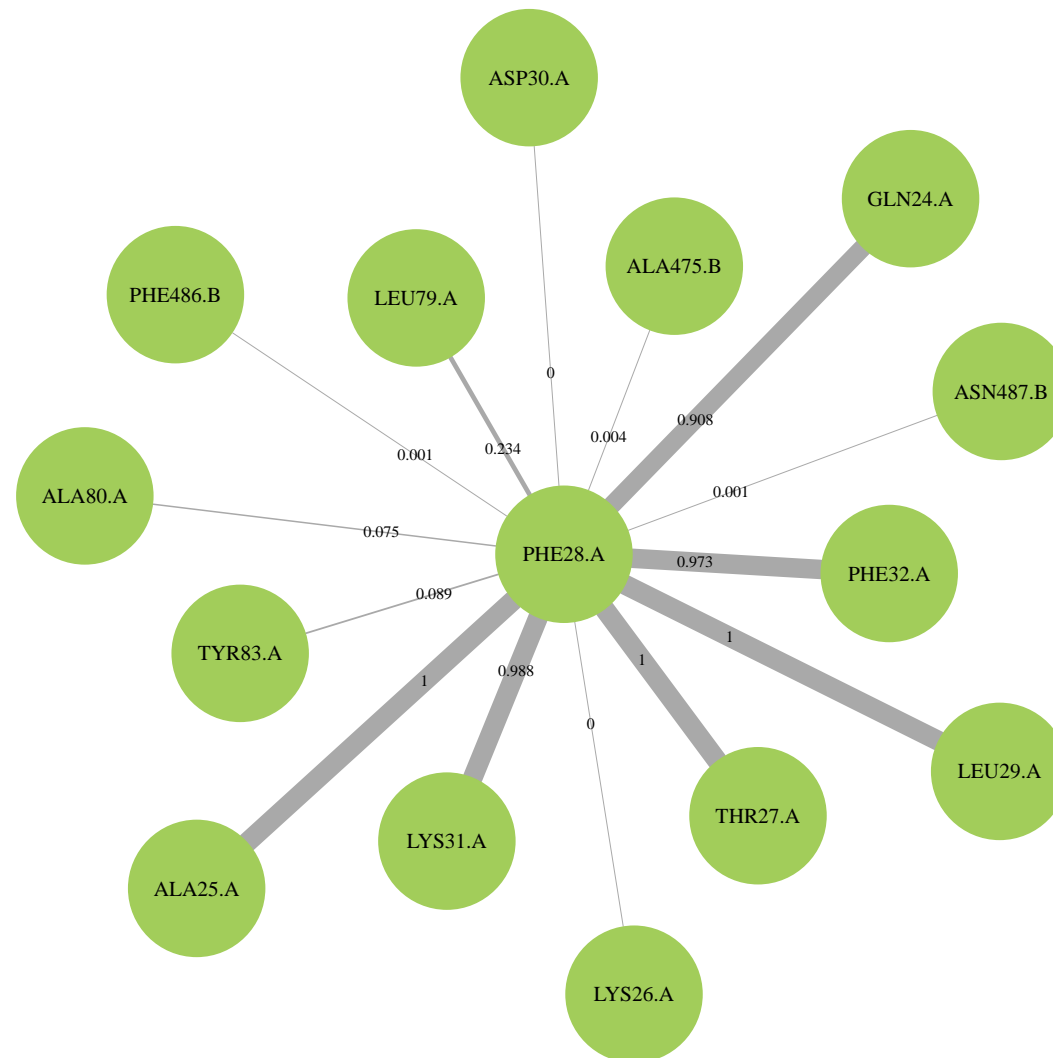 ASP30.A
GLN24.A
ALA475.B
PHE486.B
LEU79.A
0
ASN487.B
0.908
0.004
0.234
0.001
0.001
ALA80.A
0.075
PHE28.A
0.973
PHE32.A
0.089
TYR83.A
1
1
0.988
1
0
LEU29.A
THR27.A
LYS31.A
ALA25.A
LYS26.A